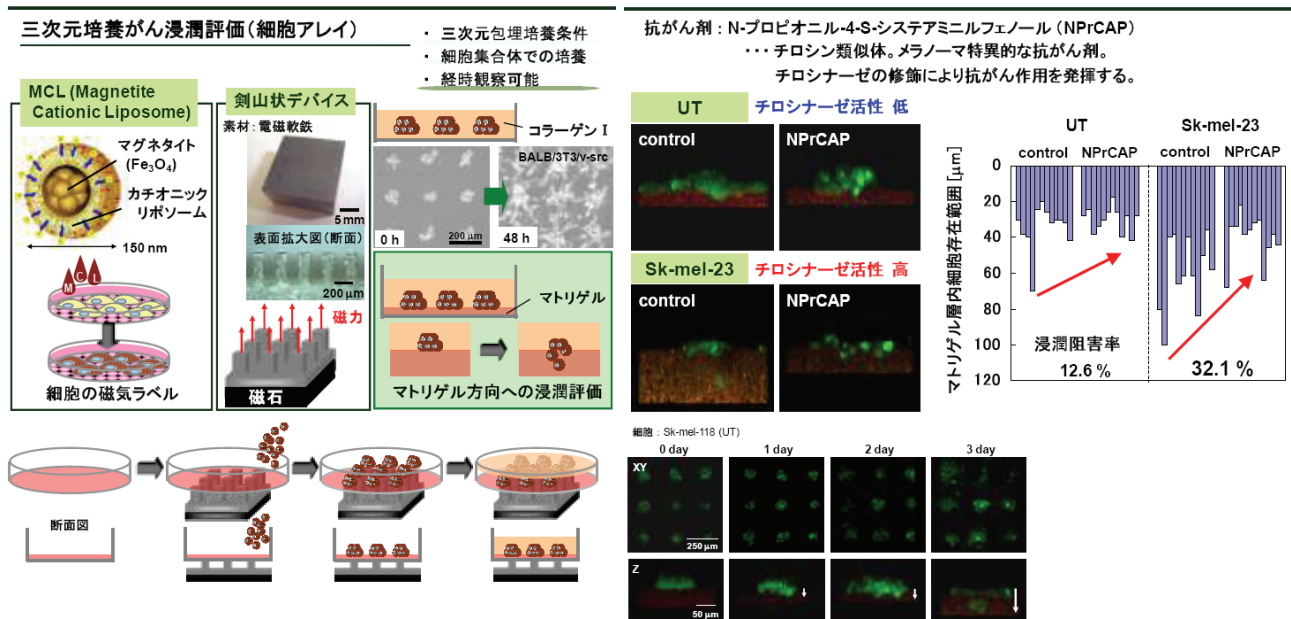 三次元培養がん浸潤評価(細胞アレイ)
・ 三次元包埋培養条件
・ 細胞集合体での培養
・ 経時観察可能
MCL (Magnetite
Cationic Liposome)
マグネタイト
(Fe₃O₄)
カチオニック
リポソーム
150 nm
M C L
細胞の磁気ラベル
剣山状デバイス
素材：電磁軟鉄
5 mm
表面拡大図(断面)
200 μm
磁力
磁石
コラーゲン I
BALB/3T3/v-src
0 h
200 μm
48 h
マトリゲル
マトリゲル方向への浸潤評価
断面図
抗がん剤：N-プロピオニル-4-S-システアミニルフェノール (NPrCAP)
・・・チロシン類似体。メラノーマ特異的な抗がん剤。
チロシナーゼの修飾により抗がん作用を発揮する。
UT
チロシナーゼ活性 低
control
NPrCAP
Sk-mel-23
チロシナーゼ活性 高
control
NPrCAP
UT
Sk-mel-23
control
NPrCAP
control
NPrCAP
マトリゲル層内細胞存在範囲 [μm]
0
20
40
60
80
100
120
浸潤阻害率
12.6 %
32.1 %
細胞：Sk-mel-118 (UT)
0 day
1 day
2 day
3 day
XY
250 μm
Z
50 μm